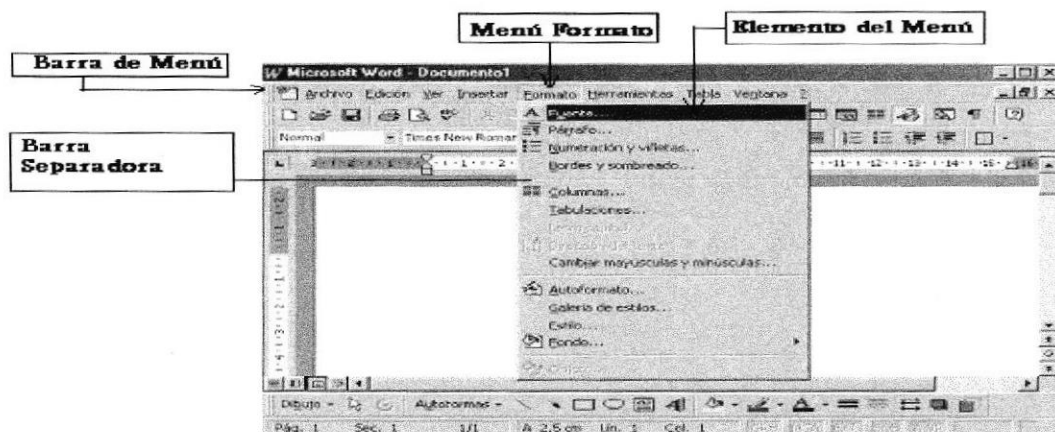 Menú Formato
Elemento del Menú
Barra de Menú
Microsoft Word - Documento1
Archivo Edición Ver Insertar Formato Herramientas Tabla Ventana ?
Normal Times New Roman
Fuente...
Párrafo...
Numeración y viñetas...
Bordes y sombreado...
Barra
Separadora
Columnas...
Tabulaciones...
Cambiar mayúsculas y minúsculas...
Autoformato...
Galería de estilos...
Estilo...
Fondo...
Dibujo Autoformas
Pág. 1 Sec. 1 1/1 A 2,5 cm Lín. 1 Col. 1